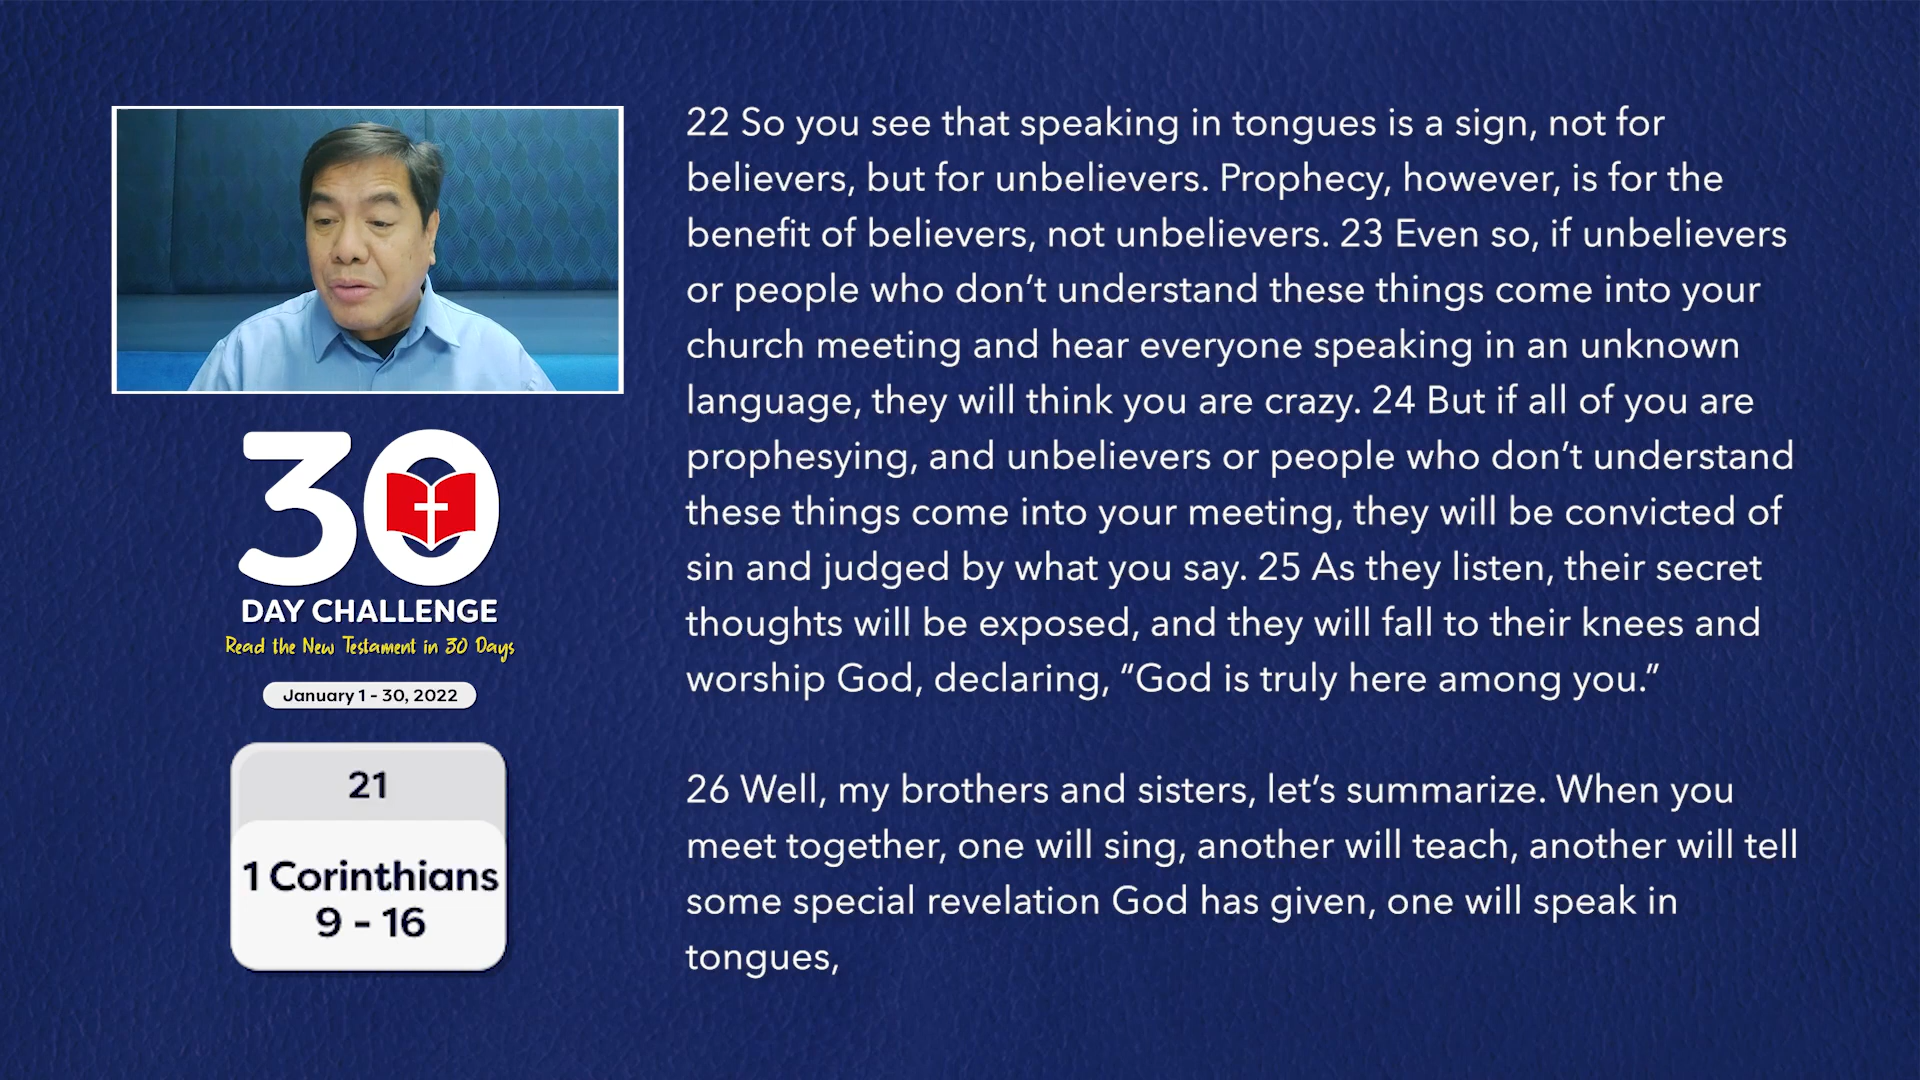 30
DAY CHALLENGE
Read the New Testament in 30 Days
January 1 - 30, 2022
21
1 Corinthians
9 - 16
22 So you see that speaking in tongues is a sign, not for
believers, but for unbelievers. Prophecy, however, is for the
benefit of believers, not unbelievers. 23 Even so, if unbelievers
or people who don’t understand these things come into your
church meeting and hear everyone speaking in an unknown
language, they will think you are crazy. 24 But if all of you are
prophesying, and unbelievers or people who don’t understand
these things come into your meeting, they will be convicted of
sin and judged by what you say. 25 As they listen, their secret
thoughts will be exposed, and they will fall to their knees and
worship God, declaring, “God is truly here among you.”
26 Well, my brothers and sisters, let’s summarize. When you
meet together, one will sing, another will teach, another will tell
some special revelation God has given, one will speak in
tongues,